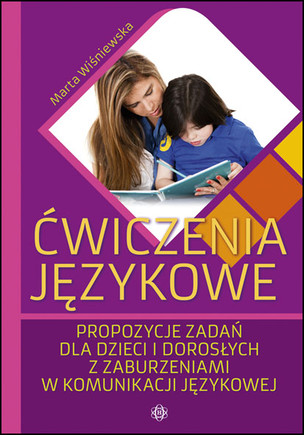 Marta Wiśniewska
ĆWICZENIA
JĘZYKOWE
PROPOZYCJE ZADAŃ
DLA DZIECI I DOROSŁYCH
Z ZABURZENIAMI
W KOMUNIKACJI JĘZYKOWEJ